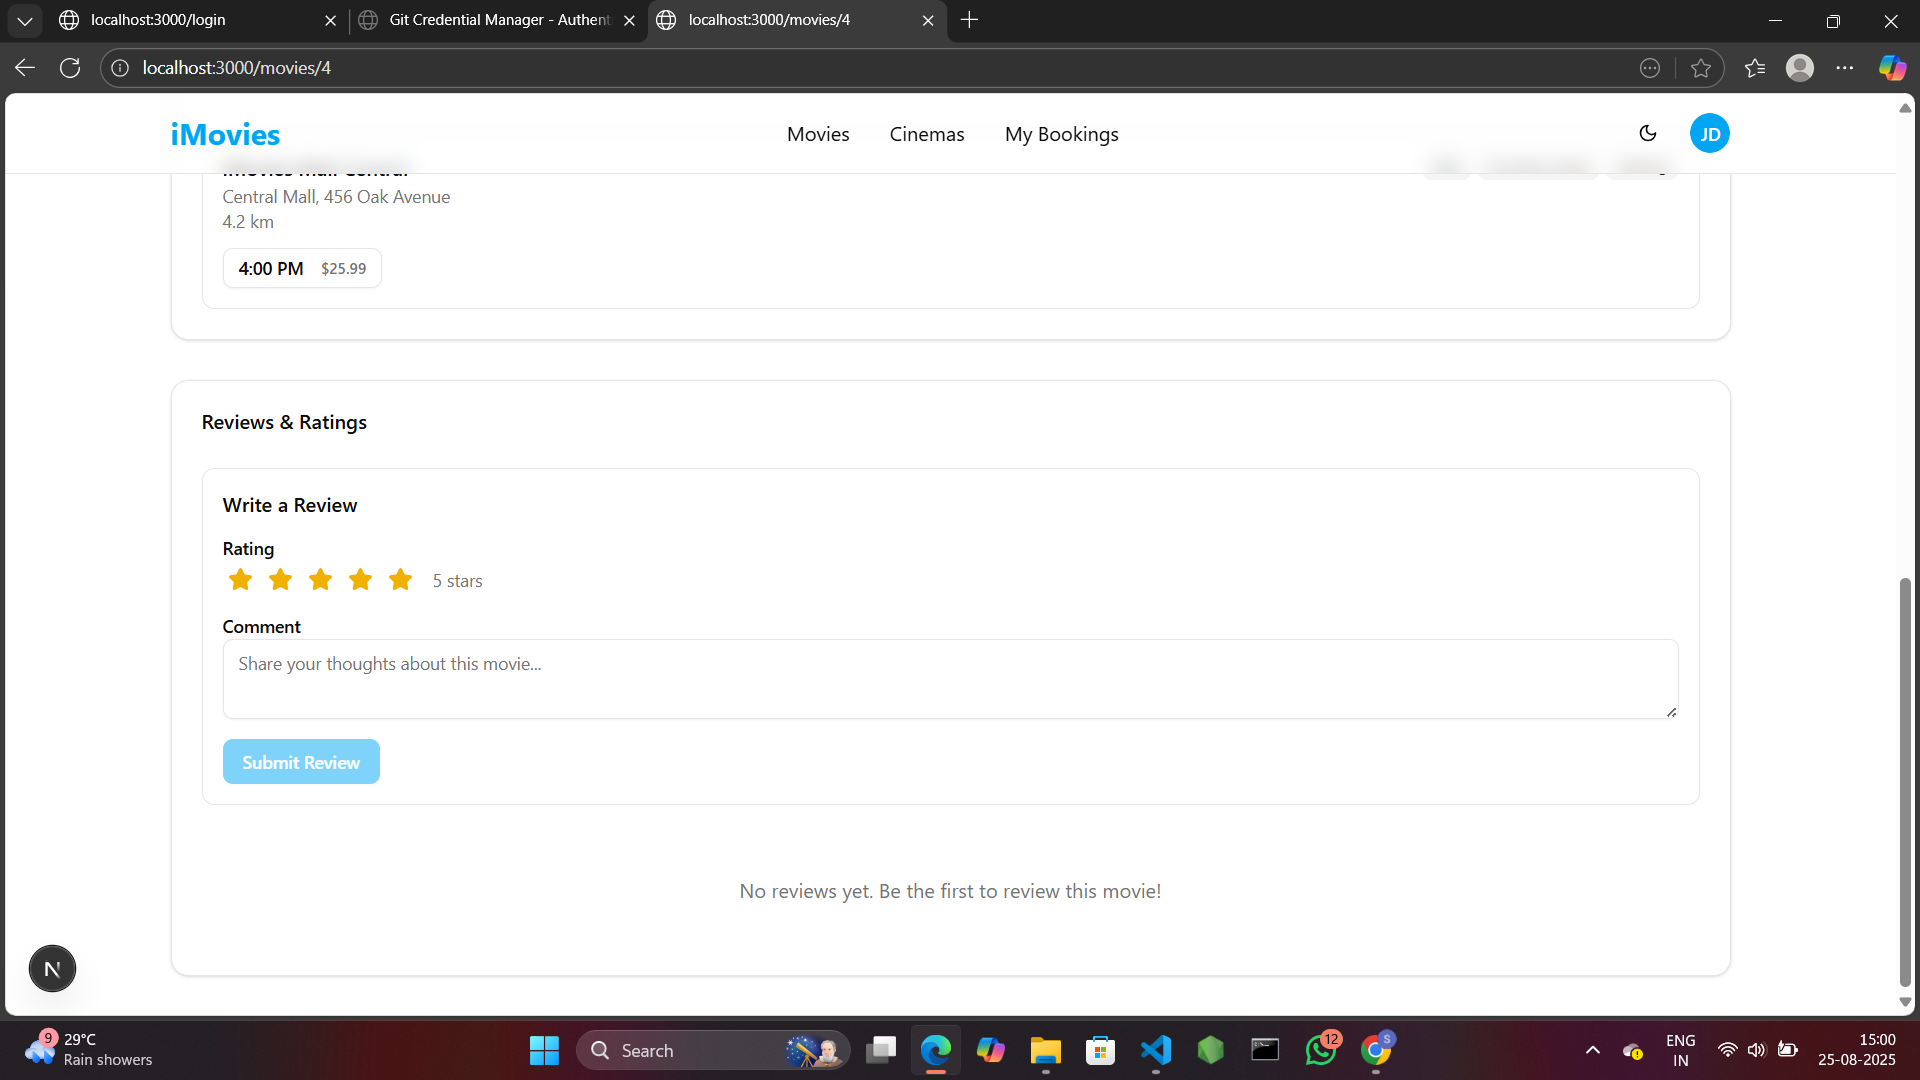 localhost:3000/login
Git Credential Manager - Authent
localhost:3000/movies/4
localhost:3000/movies/4
iMovies
Movies
Cinemas
My Bookings
JD
iMovies Mall Central
Central Mall, 456 Oak Avenue
4.2 km
4:00 PM $25.99
Reviews & Ratings
Write a Review
Rating
5 stars
Comment
Share your thoughts about this movie...
Submit Review
No reviews yet. Be the first to review this movie!
N
9
29°C
Rain showers
Search
12
S
ENG
IN
15:00
25-08-2025